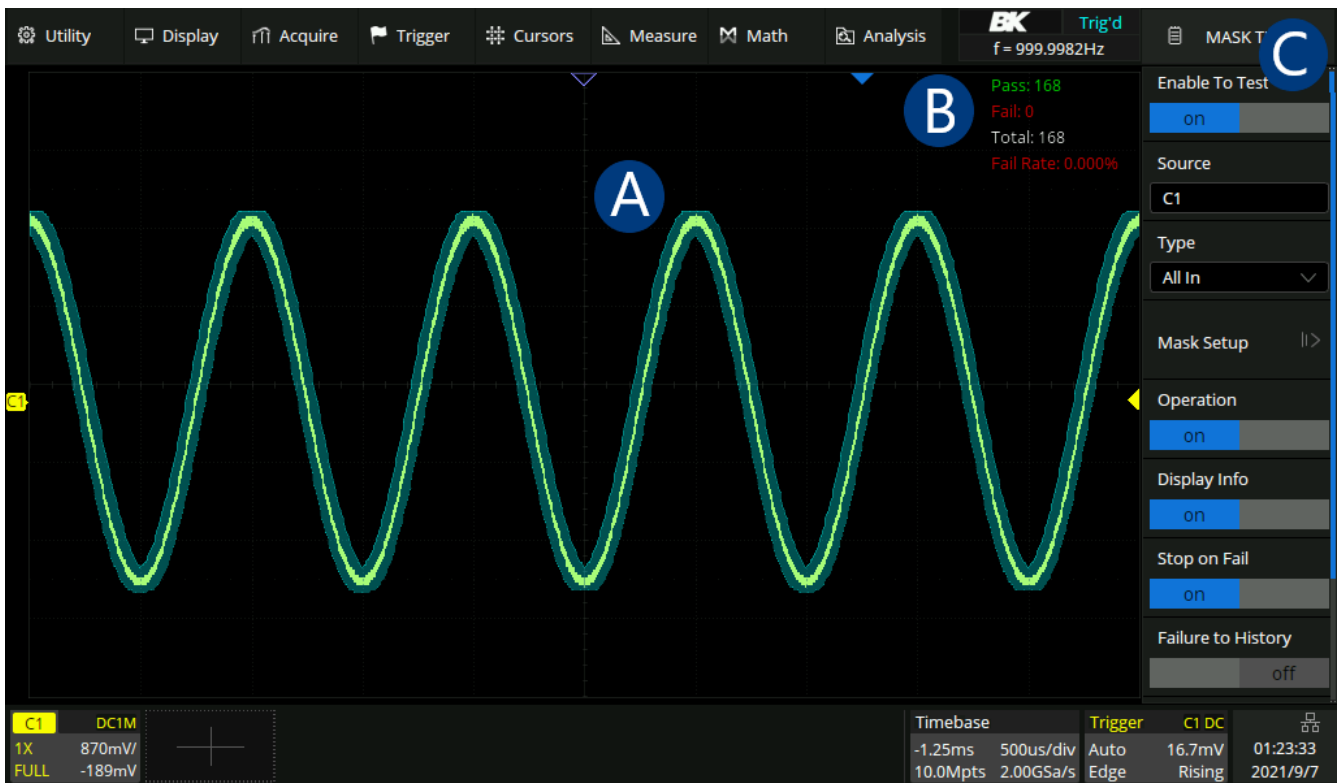 Utility Display Acquire Trigger Cursors Measure Math Analysis
BK Trig'd
f = 999.9982Hz
MASK T
C
Enable To Test
on
B
Pass: 168
Fail: 0
Total: 168
Fail Rate: 0.000%
A
Source
C1
Type
All In
Mask Setup
C1
Operation
on
Display Info
on
Stop on Fail
on
Failure to History
off
C1 DC1M
1X 870mV/
FULL -189mV
Timebase
-1.25ms 500us/div
10.0Mpts 2.00GSa/s
Trigger C1 DC
Auto 16.7mV
Edge Rising
01:23:33
2021/9/7